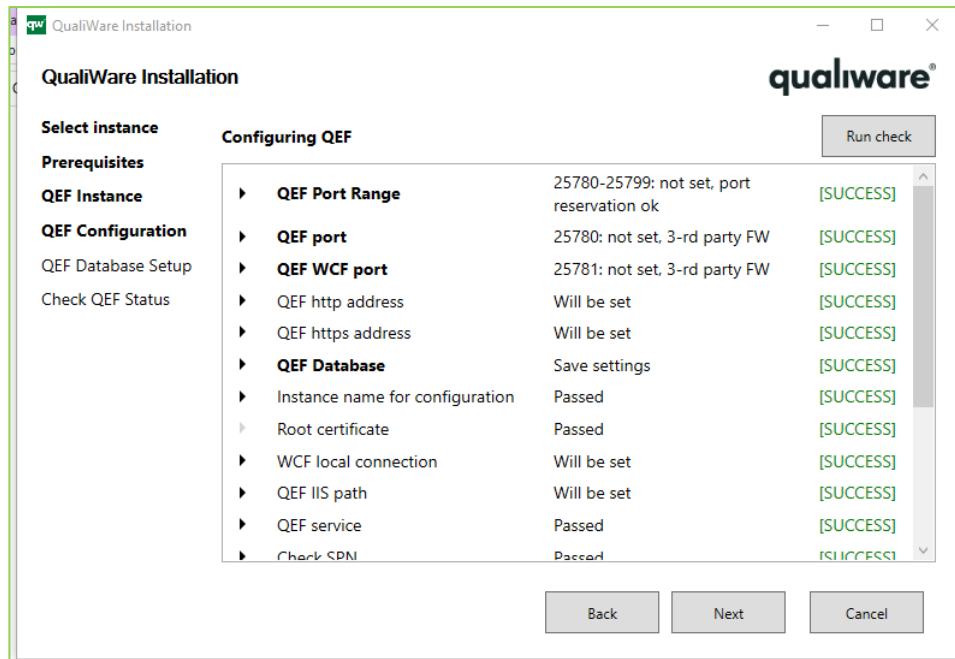 QualiWare Installation
QualiWare Installation
qualiware®
Select instance
Prerequisites
QEF Instance
QEF Configuration
QEF Database Setup
Check QEF Status
Configuring QEF
Run check
QEF Port Range 25780-25799: not set, port reservation ok [SUCCESS]
QEF port 25780: not set, 3-rd party FW [SUCCESS]
QEF WCF port 25781: not set, 3-rd party FW [SUCCESS]
QEF http address Will be set [SUCCESS]
QEF https address Will be set [SUCCESS]
QEF Database Save settings [SUCCESS]
Instance name for configuration Passed [SUCCESS]
Root certificate Passed [SUCCESS]
WCF local connection Will be set [SUCCESS]
QEF IIS path Will be set [SUCCESS]
QEF service Passed [SUCCESS]
Check SPN Passed [SUCCESS]
Back Next Cancel